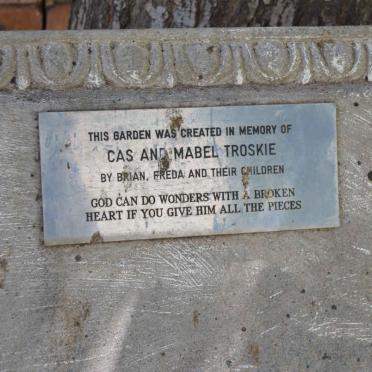 THIS GARDEN WAS CREATED IN MEMORY OF
CAS AND MABEL TROSKIE
BY BRIAN, FREDA AND THEIR CHILDREN
GOD CAN DO WONDERS WITH A BROKEN
HEART IF YOU GIVE HIM ALL THE PIECES